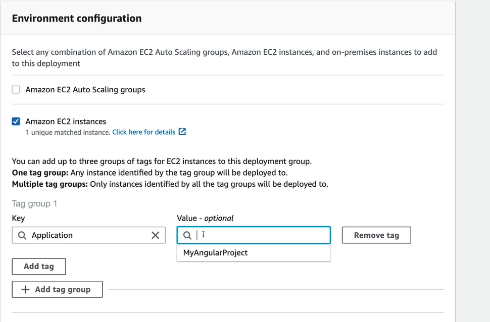 Environment configuration
Select any combination of Amazon EC2 Auto Scaling groups, Amazon EC2 instances, and on-premises instances to add
to this deployment
Amazon EC2 Auto Scaling groups
Amazon EC2 instances
1 unique matched instance. Click here for details
You can add up to three groups of tags for EC2 instances to this deployment group.
One tag group: Any instance identified by the tag group will be deployed to.
Multiple tag groups: Only instances identified by all the tag groups will be deployed to.
Tag group 1
Key Value - optional
Application Remove tag
MyAngularProject
Add tag
+ Add tag group